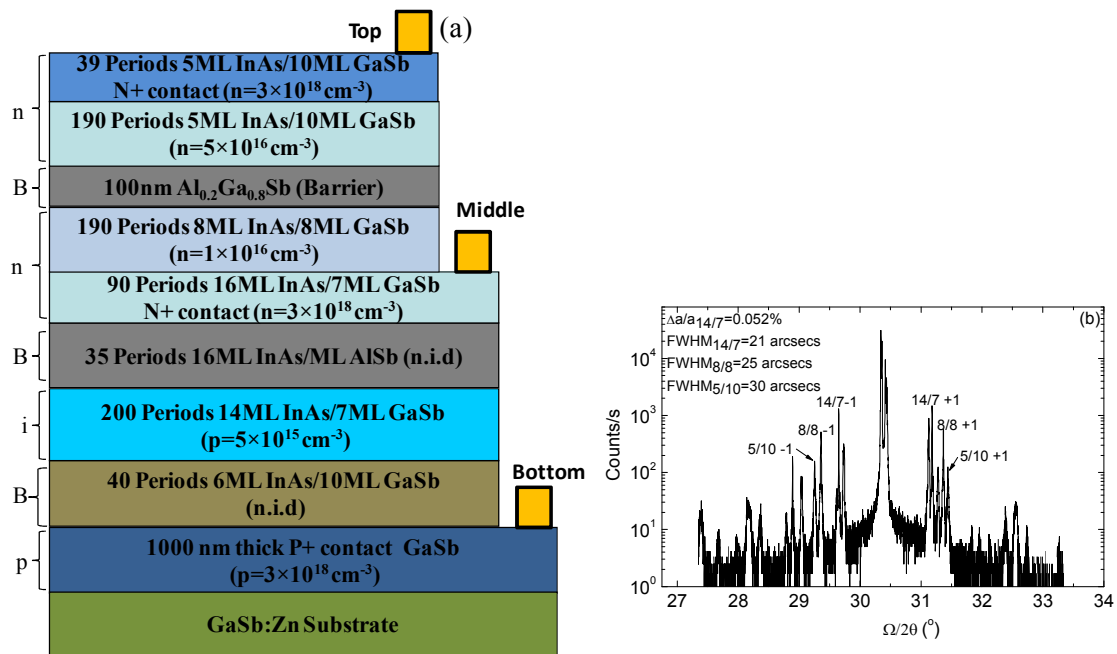 Top
(a)
39 Periods 5ML InAs/10ML GaSb
N+ contact (n=3×10¹⁸ cm⁻³)
n
190 Periods 5ML InAs/10ML GaSb
(n=5×10¹⁶ cm⁻³)
B
100nm Al₀.₂Ga₀.₈Sb (Barrier)
Middle
190 Periods 8ML InAs/8ML GaSb
(n=1×10¹⁶ cm⁻³)
n
90 Periods 16ML InAs/7ML GaSb
N+ contact (n=3×10¹⁸ cm⁻³)
B
35 Periods 16ML InAs/ML AlSb (n.i.d)
i
200 Periods 14ML InAs/7ML GaSb
(p=5×10¹⁵ cm⁻³)
Bottom
B
40 Periods 6ML InAs/10ML GaSb
(n.i.d)
p
1000 nm thick P+ contact GaSb
(p=3×10¹⁸ cm⁻³)
GaSb:Zn Substrate
(b)
Δa/a₁₄/₇=0.052%
FWHM₁₄/₇=21 arcsecs
FWHM₈/₈=25 arcsecs
FWHM₅/₁₀=30 arcsecs
14/7-1
14/7 +1
8/8 -1
8/8 +1
5/10 -1
5/10 +1
Counts/s
10⁴
10³
10²
10¹
10⁰
27 28 29 30 31 32 33 34
Ω/2θ (°)